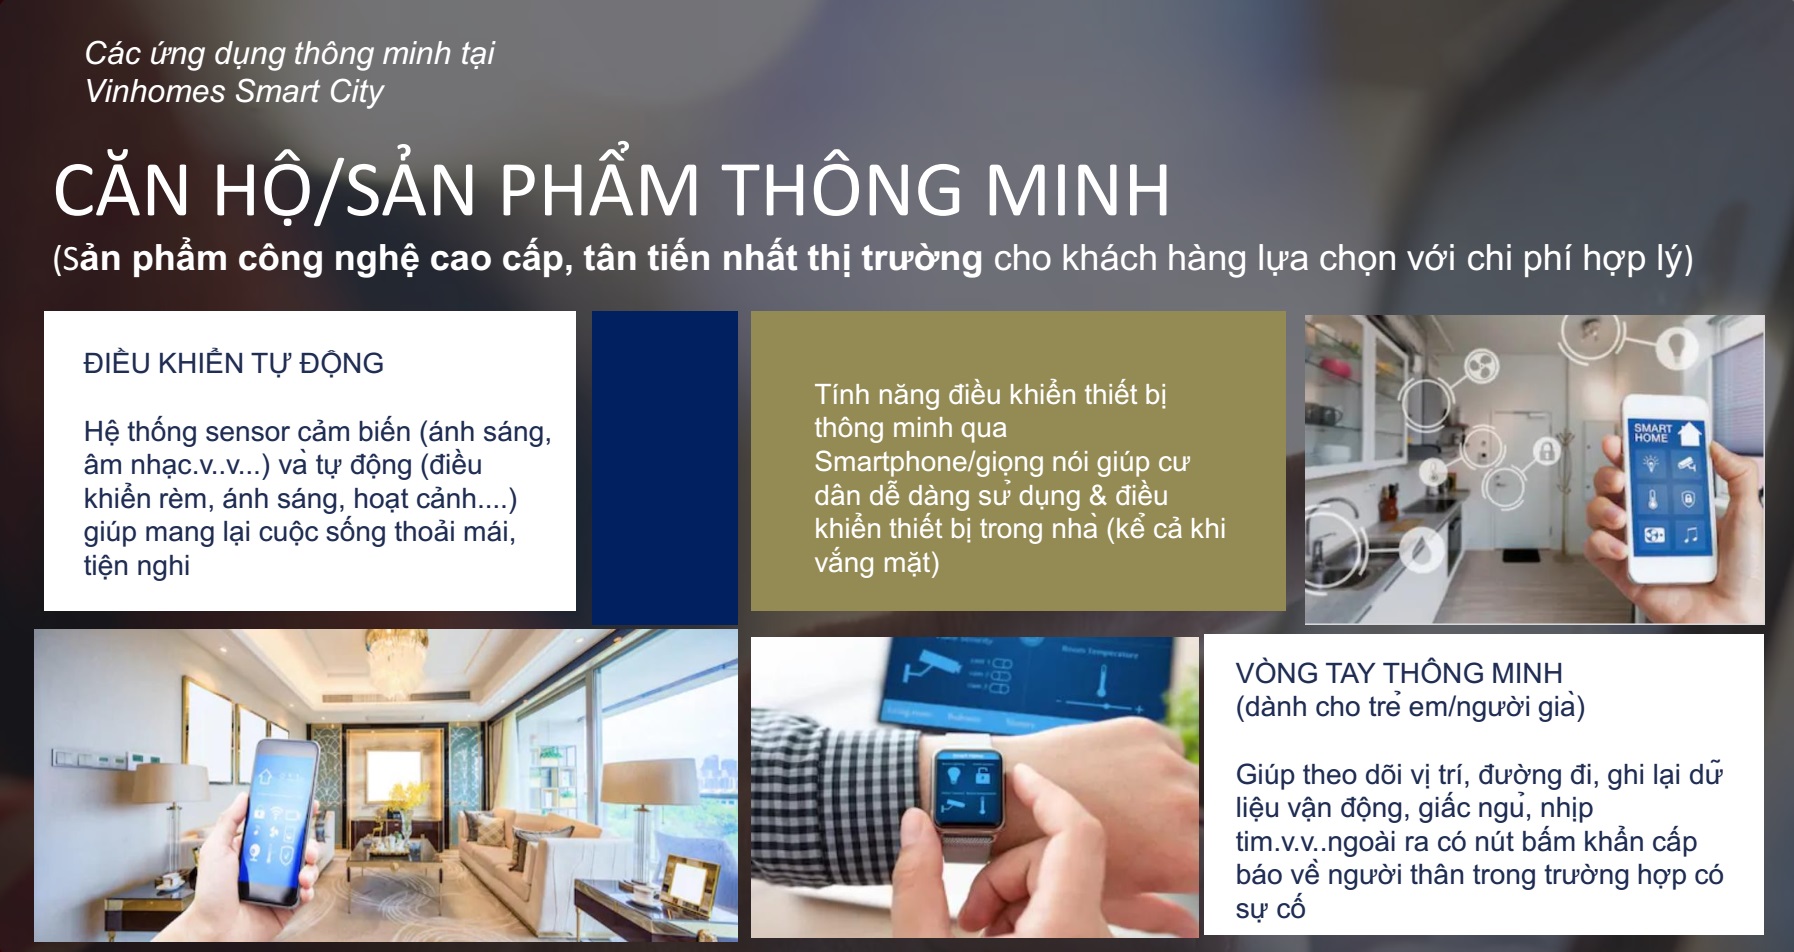 Các ứng dụng thông minh tại
Vinhomes Smart City
CĂN HỘ/SẢN PHẨM THÔNG MINH
(Sản phẩm công nghệ cao cấp, tân tiến nhất thị trường cho khách hàng lựa chọn với chi phí hợp lý)
ĐIỀU KHIỂN TỰ ĐỘNG
Hệ thống sensor cảm biến (ánh sáng,
âm nhạc.v..v...) và tự động (điều
khiển rèm, ánh sáng, hoạt cảnh....)
giúp mang lại cuộc sống thoải mái,
tiện nghi
Tính năng điều khiển thiết bị
thông minh qua
Smartphone/giọng nói giúp cư
dân dễ dàng sử dụng & điều
khiển thiết bị trong nhà (kể cả khi
vắng mặt)
SMART
HOME
Room Temperature
VÒNG TAY THÔNG MINH
(dành cho trẻ em/người già)
Giúp theo dõi vị trí, đường đi, ghi lại dữ
liệu vận động, giấc ngủ, nhịp
tim.v.v..ngoài ra có nút bấm khẩn cấp
báo về người thân trong trường hợp có
sự cố